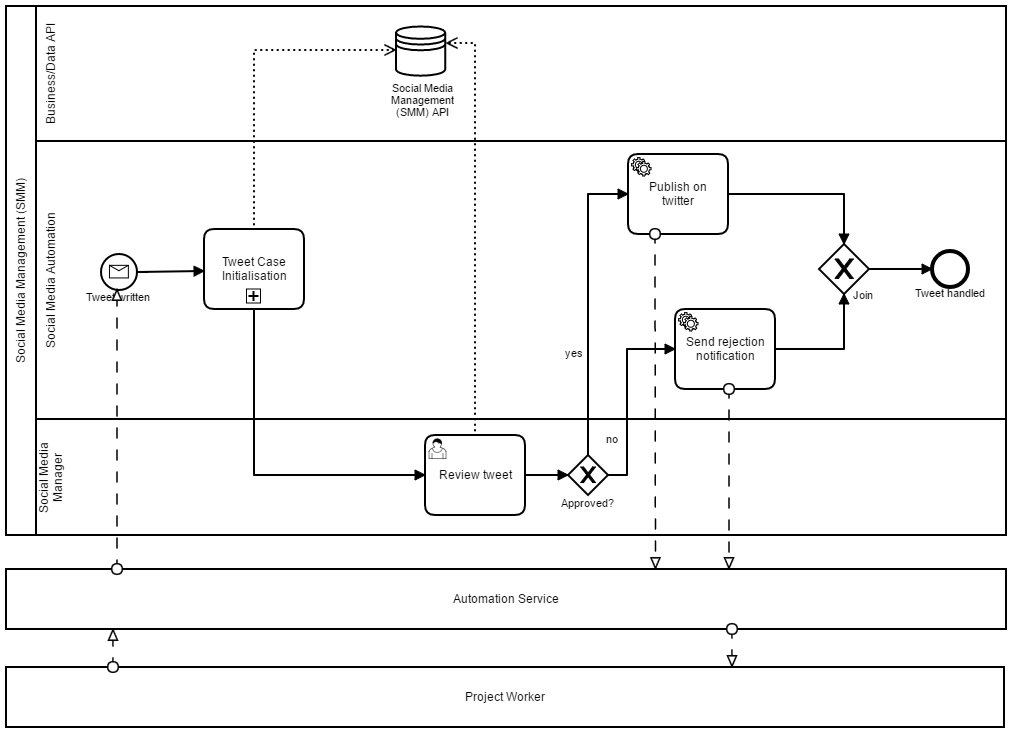 Social Media Management (SMM)
Business/Data API
Social Media
Management
(SMM) API
Social Media Automation
Tweet written
Tweet Case
Initialisation
Publish on
twitter
Send rejection
notification
Join
Tweet handled
yes
no
Social Media
Manager
Review tweet
Approved?
Automation Service
Project Worker